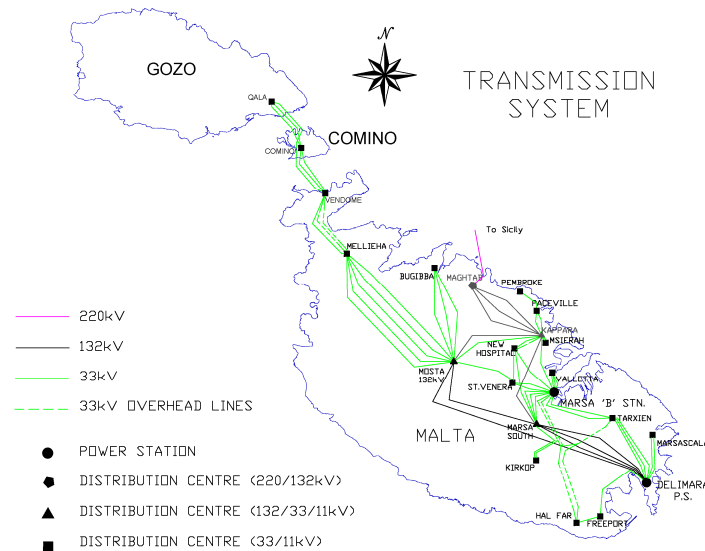 N
GOZO
TRANSMISSION
SYSTEM
QALA
COMINO
COMINO
VENDOME
To Sicily
MELLIEHA
BUGIBBA
MAGHTAB
PEMBROKE
PACEVILLE
220kV
KAPPARA
NEW
HOSPITAL
MSIERAH
132kV
MOSTA
132kV
VALLOTTA
33kV
ST.VENERA
MARSA 'B' STN.
33kV OVERHEAD LINES
TARXIEN
MARSA
SOUTH
MALTA
MARSASCALA
POWER STATION
KIRKOP
DISTRIBUTION CENTRE (220/132kV)
DELIMARA
P.S.
DISTRIBUTION CENTRE (132/33/11kV)
HAL FAR
FREEPORT
DISTRIBUTION CENTRE (33/11kV)